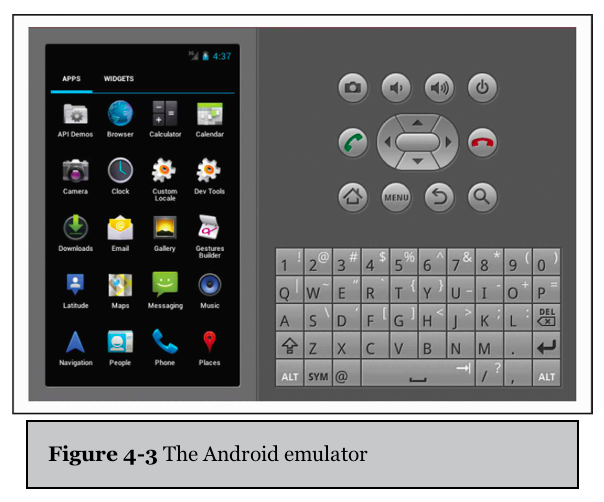 3G 4:37
APPS WIDGETS
API Demos Browser Calculator Calendar
Camera Clock Custom Locale Dev Tools
Downloads Email Gallery Gestures Builder
Latitude Maps Messaging Music
Navigation People Phone Places
MENU
1 ! 2 @ 3 # 4 $ 5 % 6 ^ 7 & 8 * 9 ( 0 )
Q | W ~ E " R ` T { Y } U _ I - O + P =
A S \ D ' F [ G ] H < J > K ; L : DEL
Z X C V B N M .
ALT SYM @ / ? , ALT
Figure 4-3 The Android emulator